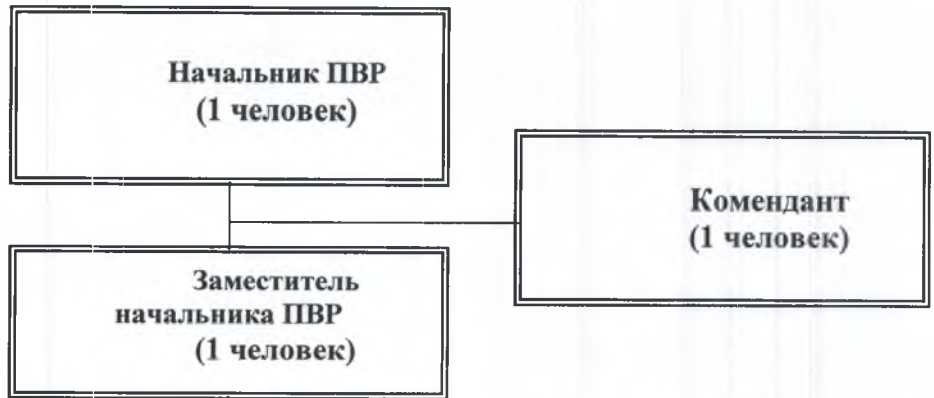 Начальник ПВР
(1 человек)
Комендант
(1 человек)
Заместитель
начальника ПВР
(1 человек)